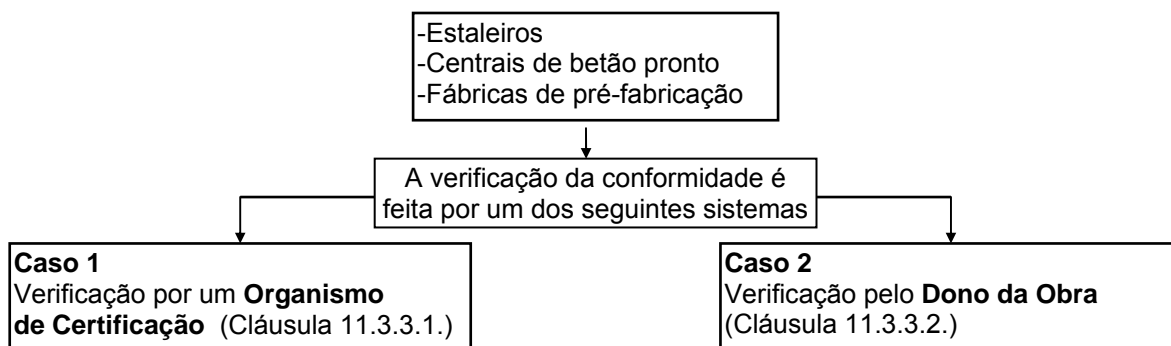 -Estaleiros
-Centrais de betão pronto
-Fábricas de pré-fabricação
A verificação da conformidade é
feita por um dos seguintes sistemas
Caso 1
Verificação por um Organismo
de Certificação (Cláusula 11.3.3.1.)
Caso 2
Verificação pelo Dono da Obra
(Cláusula 11.3.3.2.)